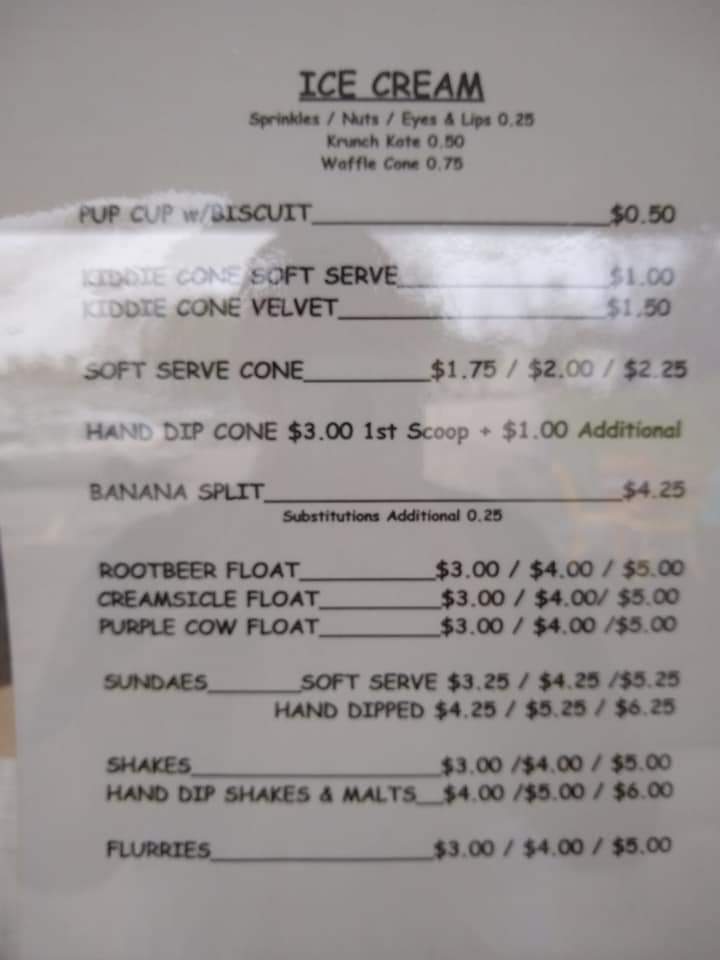 ICE CREAM
Sprinkles / Nuts / Eyes & Lips 0.25
Krunch Kote 0.50
Waffle Cone 0.75
PUP CUP w/BISCUIT $0.50
KIDDIE CONE SOFT SERVE $1.00
KIDDIE CONE VELVET $1.50
SOFT SERVE CONE $1.75 / $2.00 / $2.25
HAND DIP CONE $3.00 1st Scoop + $1.00 Additional
BANANA SPLIT $4.25
Substitutions Additional 0.25
ROOTBEER FLOAT $3.00 / $4.00 / $5.00
CREAMSICLE FLOAT $3.00 / $4.00/ $5.00
PURPLE COW FLOAT $3.00 / $4.00 /$5.00
SUNDAES SOFT SERVE $3.25 / $4.25 /$5.25
HAND DIPPED $4.25 / $5.25 / $6.25
SHAKES $3.00 /$4.00 / $5.00
HAND DIP SHAKES & MALTS $4.00 /$5.00 / $6.00
FLURRIES $3.00 / $4.00 / $5.00